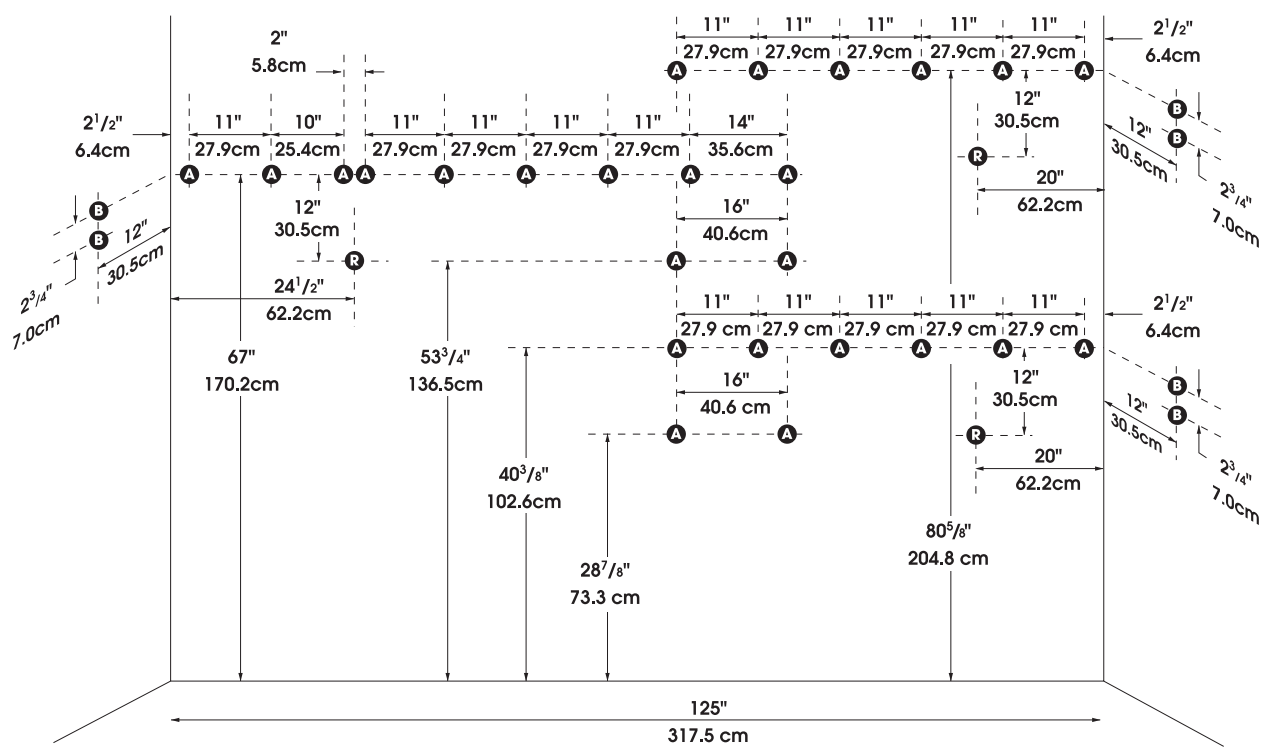 11" 11" 11" 11" 11"
27.9cm 27.9cm 27.9cm 27.9cm 27.9cm
2 1/2"
6.4cm
2"
5.8cm
A A A A A A
12"
30.5cm
B
B
12"
30.5cm
2 3/4"
7.0cm
2 1/2"
6.4cm
11" 10" 11" 11" 11" 11" 14"
27.9cm 25.4cm 27.9cm 27.9cm 27.9cm 27.9cm 35.6cm
R
A A A A A A A A A
20"
62.2cm
B
B
12"
30.5cm
2 3/4"
7.0cm
12"
30.5cm
16"
40.6cm
R
A A
24 1/2"
62.2cm
11" 11" 11" 11" 11"
27.9 cm 27.9 cm 27.9 cm 27.9 cm 27.9 cm
2 1/2"
6.4cm
A A A A A A
67"
170.2cm
53 3/4"
136.5cm
16"
40.6 cm
12"
30.5cm
B
B
12"
30.5cm
2 3/4"
7.0cm
A A
R
20"
62.2cm
40 3/8"
102.6cm
80 5/8"
204.8 cm
28 7/8"
73.3 cm
125"
317.5 cm